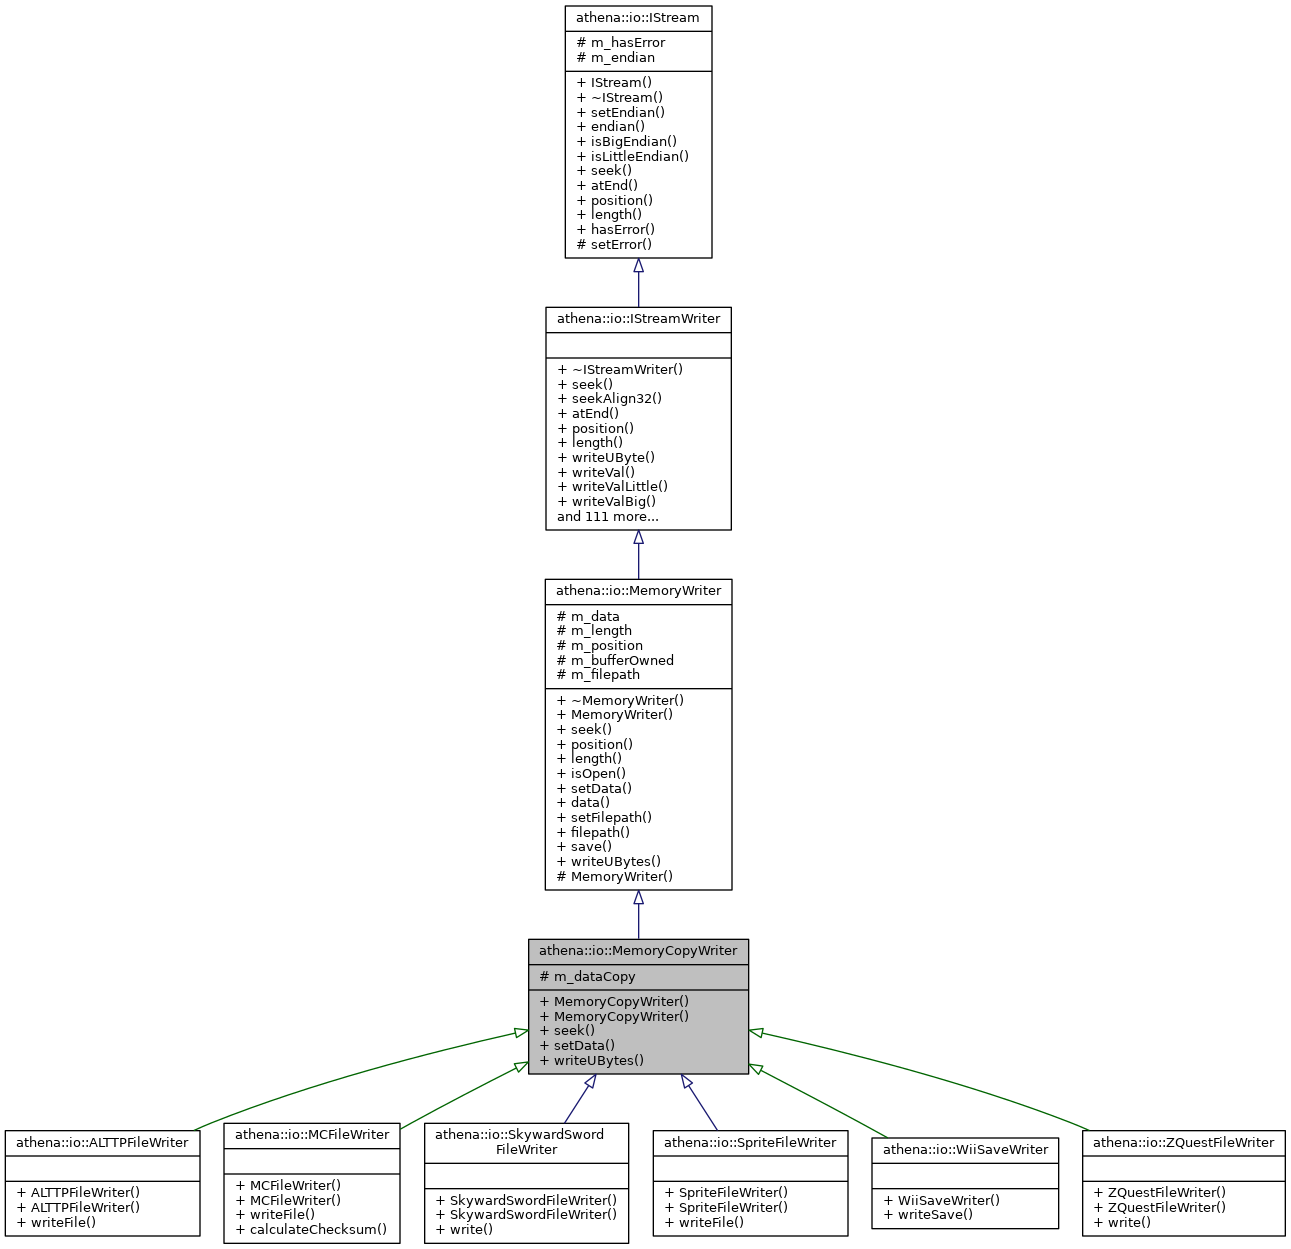 athena::io::IStream
# m_hasError
# m_endian
+ IStream()
+ ~IStream()
+ setEndian()
+ endian()
+ isBigEndian()
+ isLittleEndian()
+ seek()
+ atEnd()
+ position()
+ length()
+ hasError()
# setError()
athena::io::IStreamWriter
+ ~IStreamWriter()
+ seek()
+ seekAlign32()
+ atEnd()
+ position()
+ length()
+ writeUByte()
+ writeVal()
+ writeValLittle()
+ writeValBig()
and 111 more...
athena::io::MemoryWriter
# m_data
# m_length
# m_position
# m_bufferOwned
# m_filepath
+ ~MemoryWriter()
+ MemoryWriter()
+ seek()
+ position()
+ length()
+ isOpen()
+ setData()
+ data()
+ setFilepath()
+ filepath()
+ save()
+ writeUBytes()
# MemoryWriter()
athena::io::MemoryCopyWriter
# m_dataCopy
+ MemoryCopyWriter()
+ MemoryCopyWriter()
+ seek()
+ setData()
+ writeUBytes()
athena::io::ALTTPFileWriter
+ ALTTPFileWriter()
+ ALTTPFileWriter()
+ writeFile()
athena::io::MCFileWriter
+ MCFileWriter()
+ MCFileWriter()
+ writeFile()
+ calculateChecksum()
athena::io::SkywardSword
FileWriter
+ SkywardSwordFileWriter()
+ SkywardSwordFileWriter()
+ write()
athena::io::SpriteFileWriter
+ SpriteFileWriter()
+ SpriteFileWriter()
+ writeFile()
athena::io::WiiSaveWriter
+ WiiSaveWriter()
+ writeSave()
athena::io::ZQuestFileWriter
+ ZQuestFileWriter()
+ ZQuestFileWriter()
+ write()